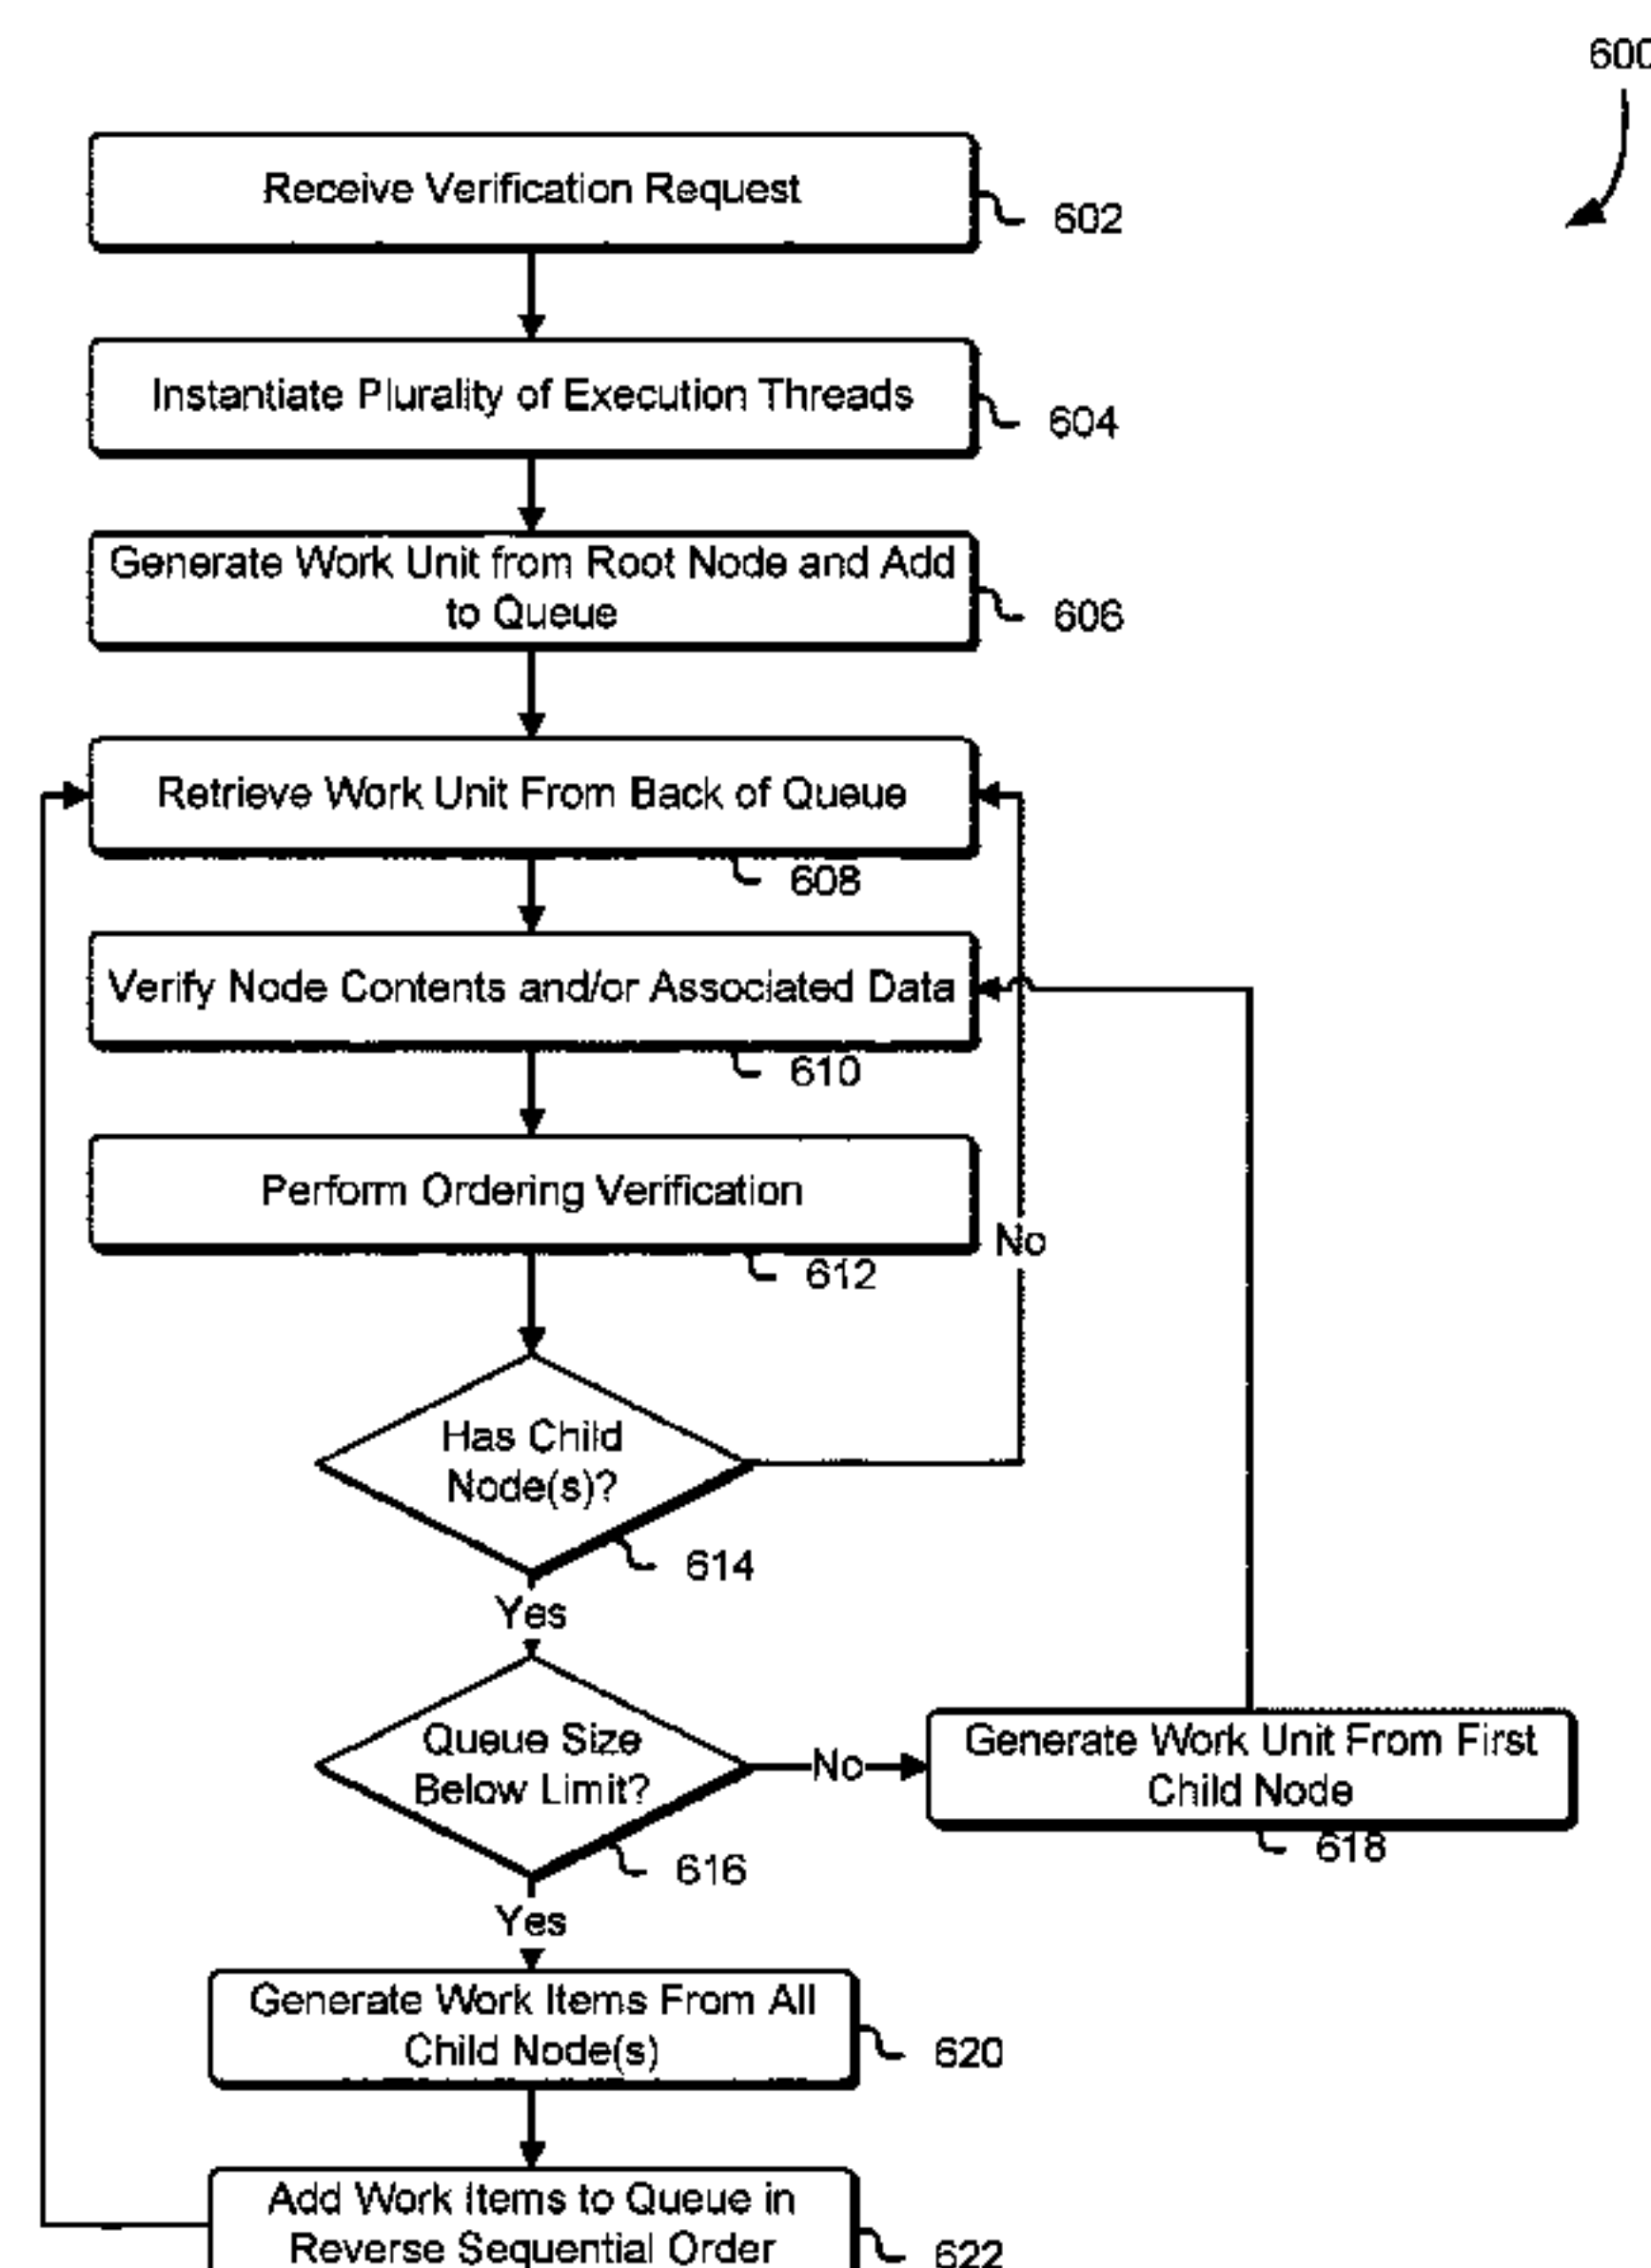 600
Receive Verification Request
602
Instantiate Plurality of Execution Threads
604
Generate Work Unit from Root Node and Add
to Queue
606
Retrieve Work Unit From Back of Queue
608
Verify Node Contents and/or Associated Data
610
Perform Ordering Verification
612
No
Has Child
Node(s)?
614
Yes
Queue Size
Below Limit?
616
No
Generate Work Unit From First
Child Node
618
Yes
Generate Work Items From All
Child Node(s)
620
Add Work Items to Queue in
Reverse Sequential Order
622